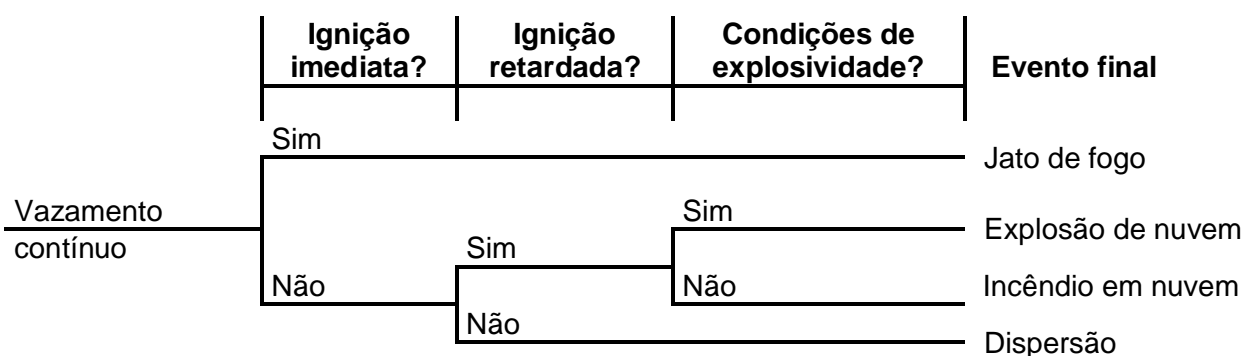 Ignição imediata?
Ignição retardada?
Condições de explosividade?
Evento final
Sim
Jato de fogo
Vazamento contínuo
Sim
Explosão de nuvem
Sim
Não
Não
Incêndio em nuvem
Não
Dispersão